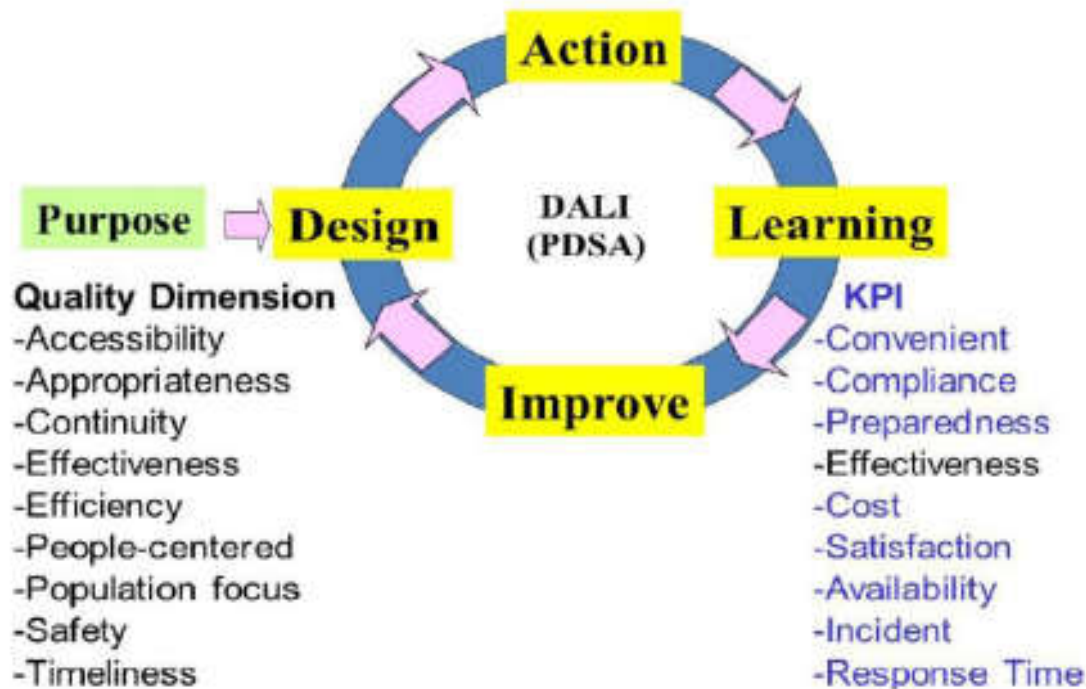 Action
Purpose
Design
DALI
(PDSA)
Learning
Improve
Quality Dimension
-Accessibility
-Appropriateness
-Continuity
-Effectiveness
-Efficiency
-People-centered
-Population focus
-Safety
-Timeliness
KPI
-Convenient
-Compliance
-Preparedness
-Effectiveness
-Cost
-Satisfaction
-Availability
-Incident
-Response Time